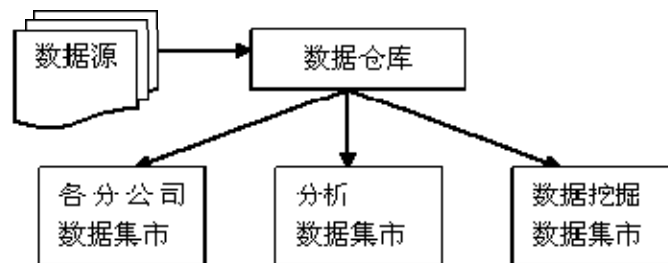 数据源
数据仓库
各分公司
数据集市
分析
数据集市
数据挖掘
数据集市